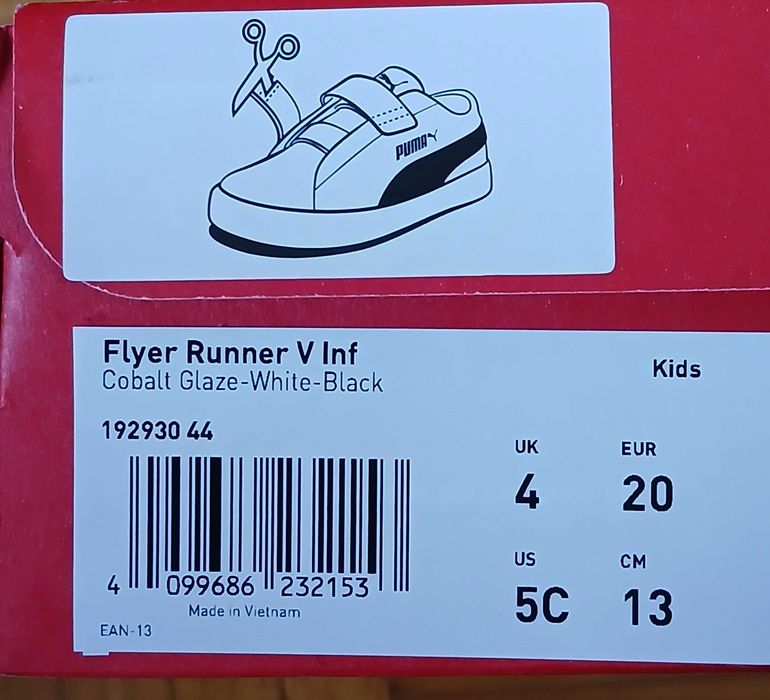 PUMA
Flyer Runner V Inf
Cobalt Glaze-White-Black
Kids
192930 44
UK
EUR
4
20
US
CM
5C
13
4 099686 232153
Made in Vietnam
EAN-13